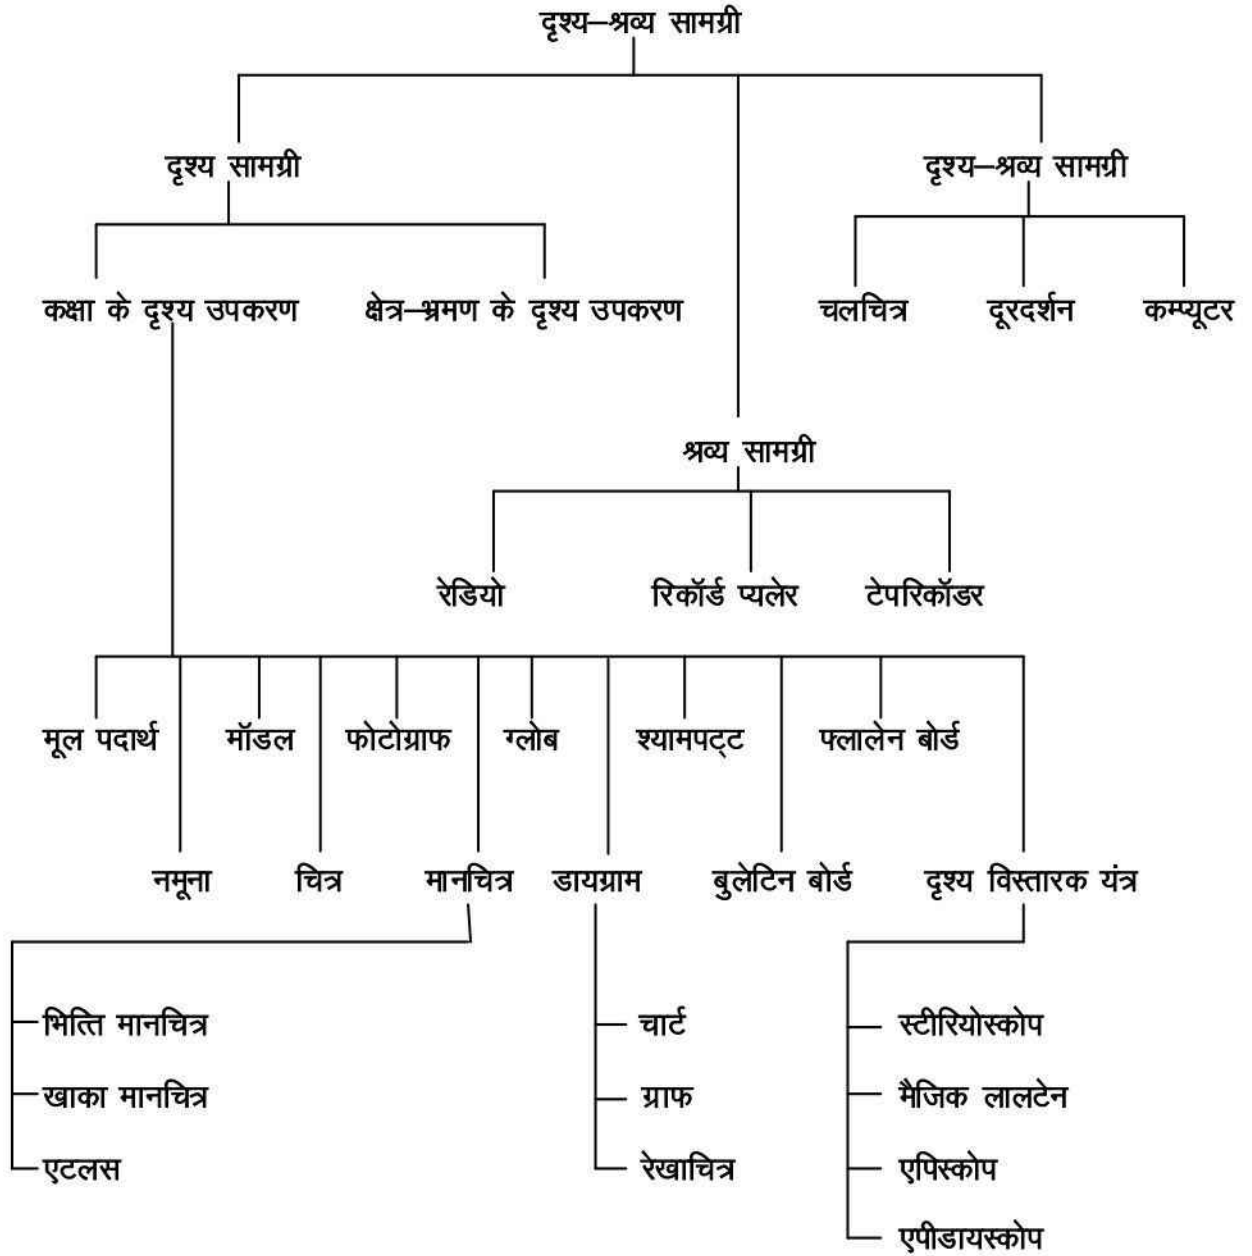 दृश्य–श्रव्य सामग्री
दृश्य सामग्री
दृश्य–श्रव्य सामग्री
कक्षा के दृश्य उपकरण
क्षेत्र–भ्रमण के दृश्य उपकरण
चलचित्र
दूरदर्शन
कम्प्यूटर
श्रव्य सामग्री
रेडियो
रिकॉर्ड प्यलेर
टेपरिकॉडर
मूल पदार्थ
मॉडल
फोटोग्राफ
ग्लोब
श्यामपट्ट
फ्लालेन बोर्ड
नमूना
चित्र
मानचित्र
डायग्राम
बुलेटिन बोर्ड
दृश्य विस्तारक यंत्र
भित्ति मानचित्र
खाका मानचित्र
एटलस
चार्ट
ग्राफ
रेखाचित्र
स्टीरियोस्कोप
मैजिक लालटेन
एपिस्कोप
एपीडायस्कोप